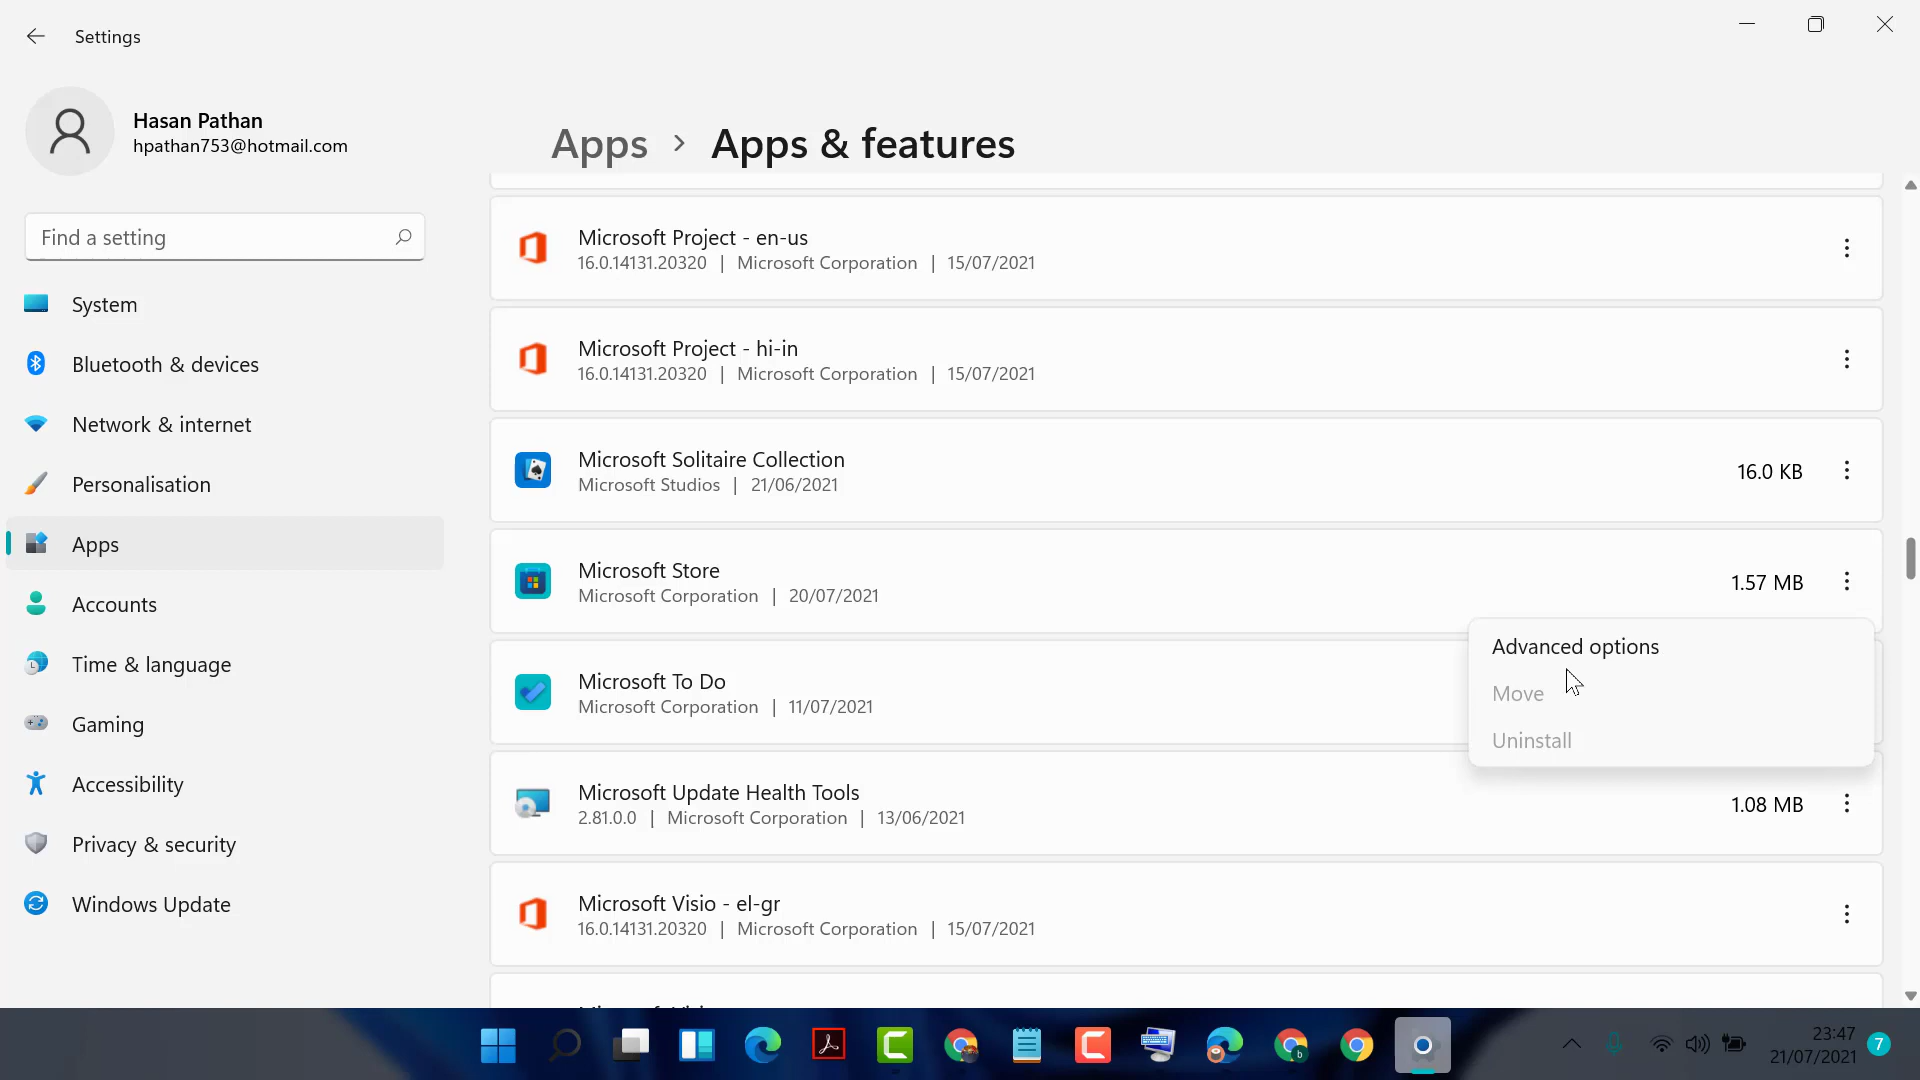 Settings
Hasan Pathan
hpathan753@hotmail.com
Find a setting
System
Bluetooth & devices
Network & internet
Personalisation
Apps
Accounts
Time & language
Gaming
Accessibility
Privacy & security
Windows Update
Apps > Apps & features
Microsoft Project - en-us
16.0.14131.20320 | Microsoft Corporation | 15/07/2021
Microsoft Project - hi-in
16.0.14131.20320 | Microsoft Corporation | 15/07/2021
Microsoft Solitaire Collection
Microsoft Studios | 21/06/2021
16.0 KB
Microsoft Store
Microsoft Corporation | 20/07/2021
1.57 MB
Advanced options
Move
Uninstall
Microsoft To Do
Microsoft Corporation | 11/07/2021
Microsoft Update Health Tools
2.81.0.0 | Microsoft Corporation | 13/06/2021
1.08 MB
Microsoft Visio - el-gr
16.0.14131.20320 | Microsoft Corporation | 15/07/2021
23:47
21/07/2021
7